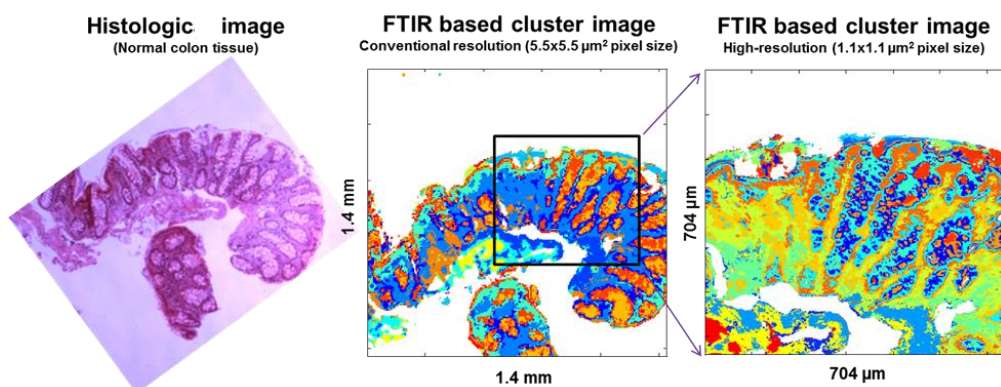 Histologic image
(Normal colon tissue)
FTIR based cluster image
Conventional resolution (5.5x5.5 µm² pixel size)
1.4 mm
1.4 mm
FTIR based cluster image
High-resolution (1.1x1.1 µm² pixel size)
704 µm
704 µm